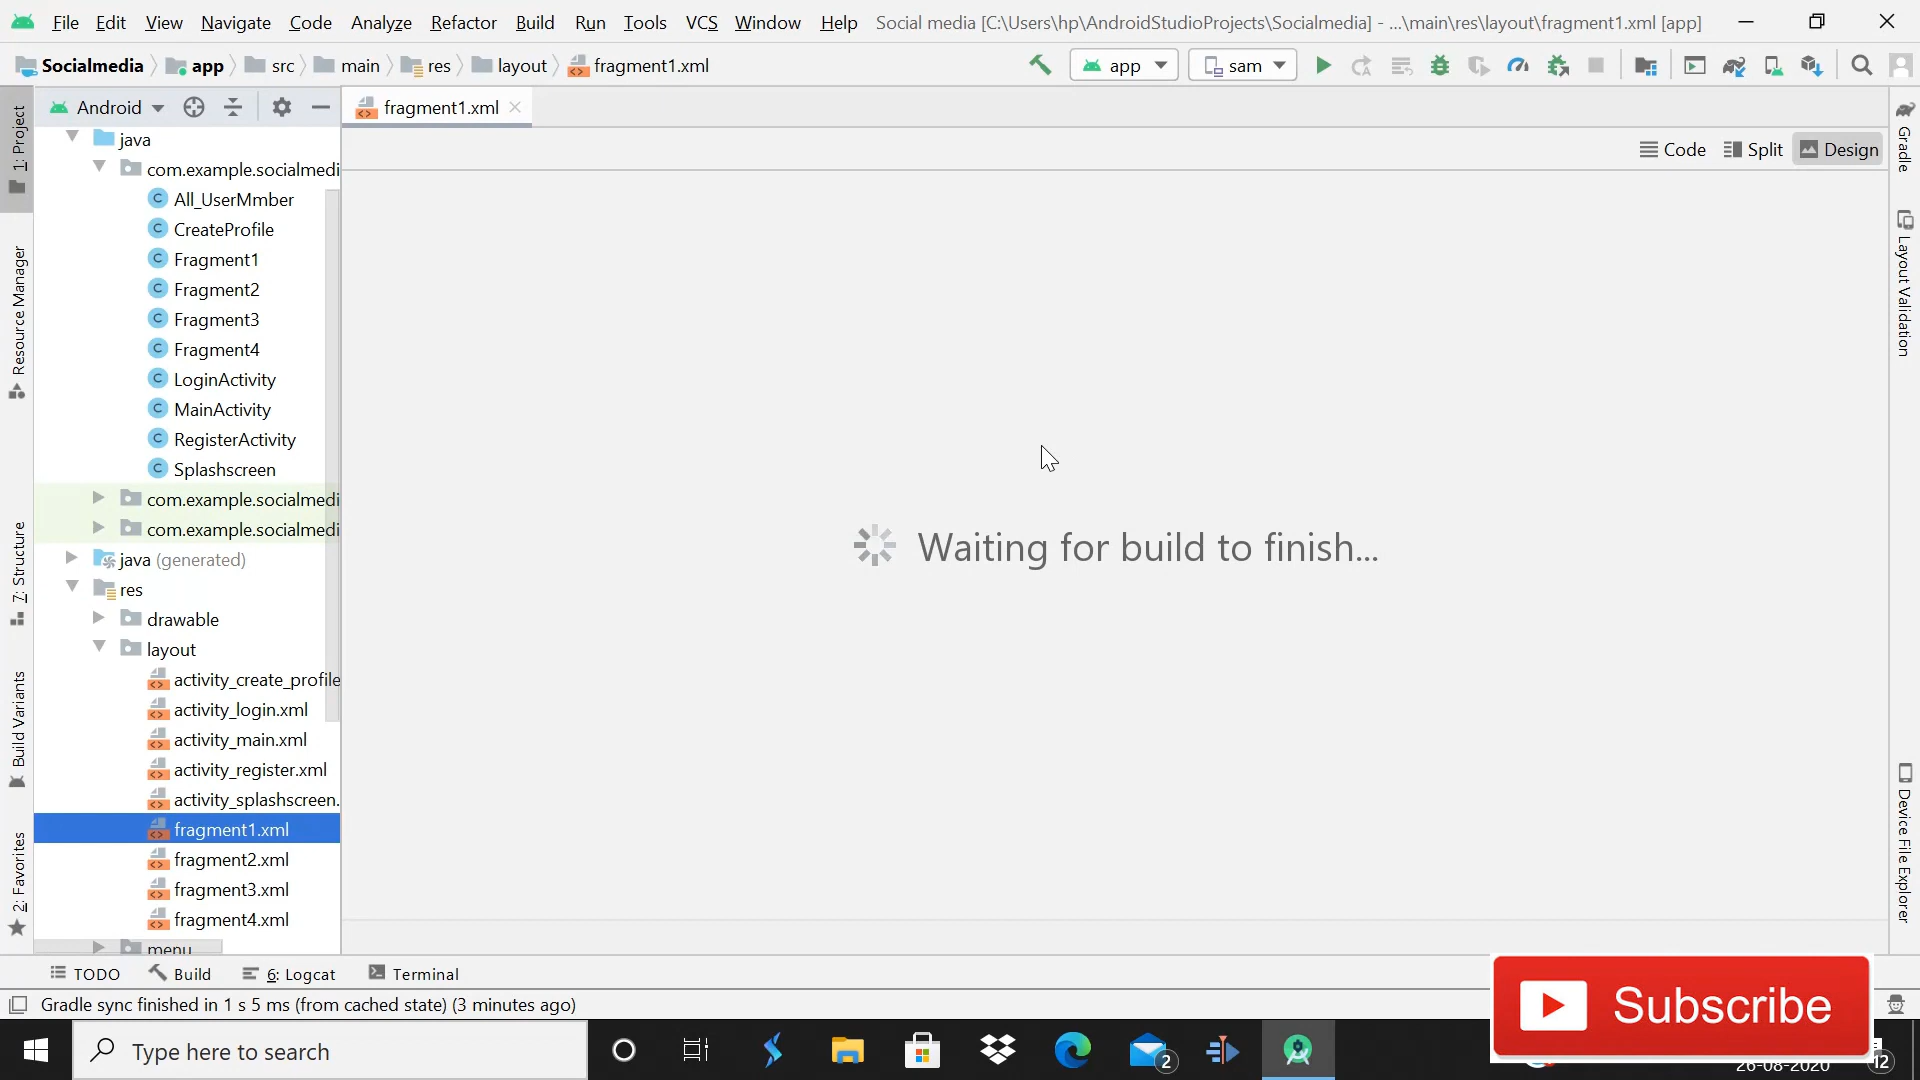 File Edit View Navigate Code Analyze Refactor Build Run Tools VCS Window Help Social media [C:\Users\hp\AndroidStudioProjects\Socialmedia] - ...\main\res\layout\fragment1.xml [app]
Socialmedia app src main res layout fragment1.xml app sam
1: Project
Resource Manager
7: Structure
Build Variants
2: Favorites
Android
java
com.example.socialmedi
All_UserMmber
CreateProfile
Fragment1
Fragment2
Fragment3
Fragment4
LoginActivity
MainActivity
RegisterActivity
Splashscreen
com.example.socialmedi
com.example.socialmedi
java (generated)
res
drawable
layout
activity_create_profile
activity_login.xml
activity_main.xml
activity_register.xml
activity_splashscreen.
fragment1.xml
fragment2.xml
fragment3.xml
fragment4.xml
menu
fragment1.xml
Code Split Design
Waiting for build to finish...
Gradle
Layout Validation
Device File Explorer
TODO Build 6: Logcat Terminal
Gradle sync finished in 1 s 5 ms (from cached state) (3 minutes ago)
Subscribe
Type here to search
2
26-08-2020
12